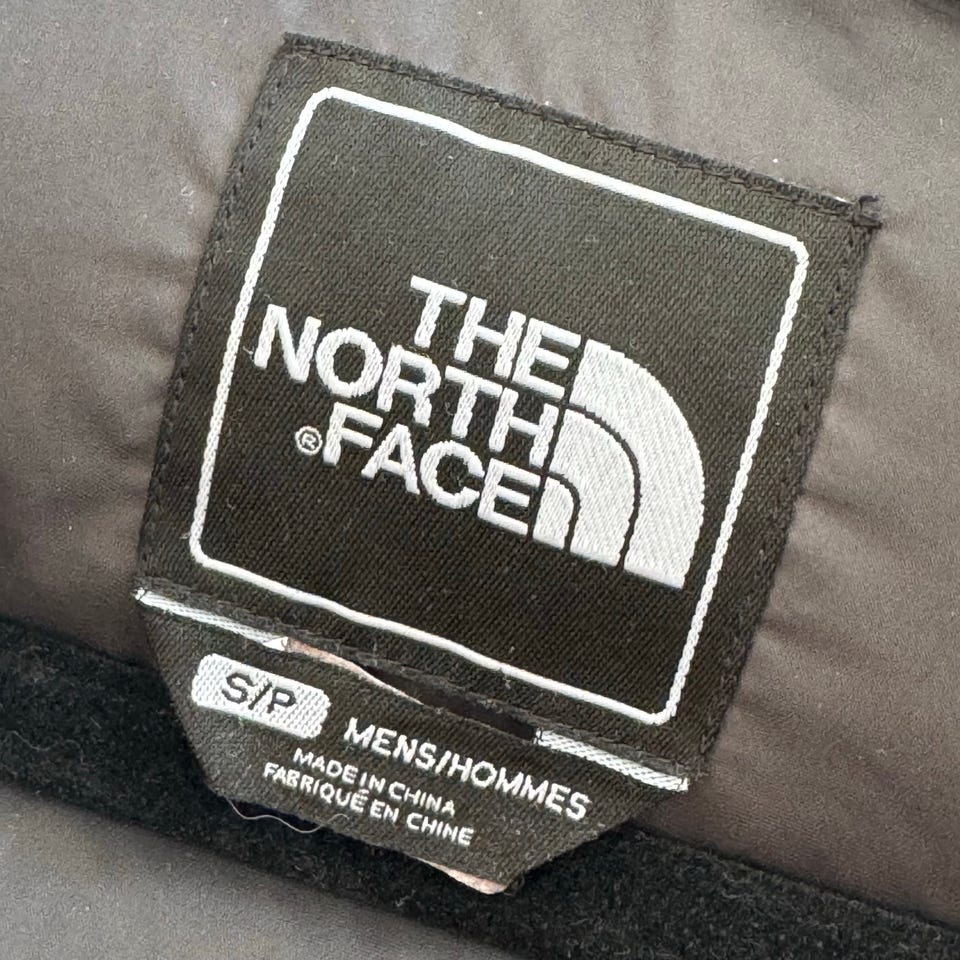 THE
NORTH
®FACE
S/P MENS/HOMMES
MADE IN CHINA
FABRIQUÉ EN CHINE